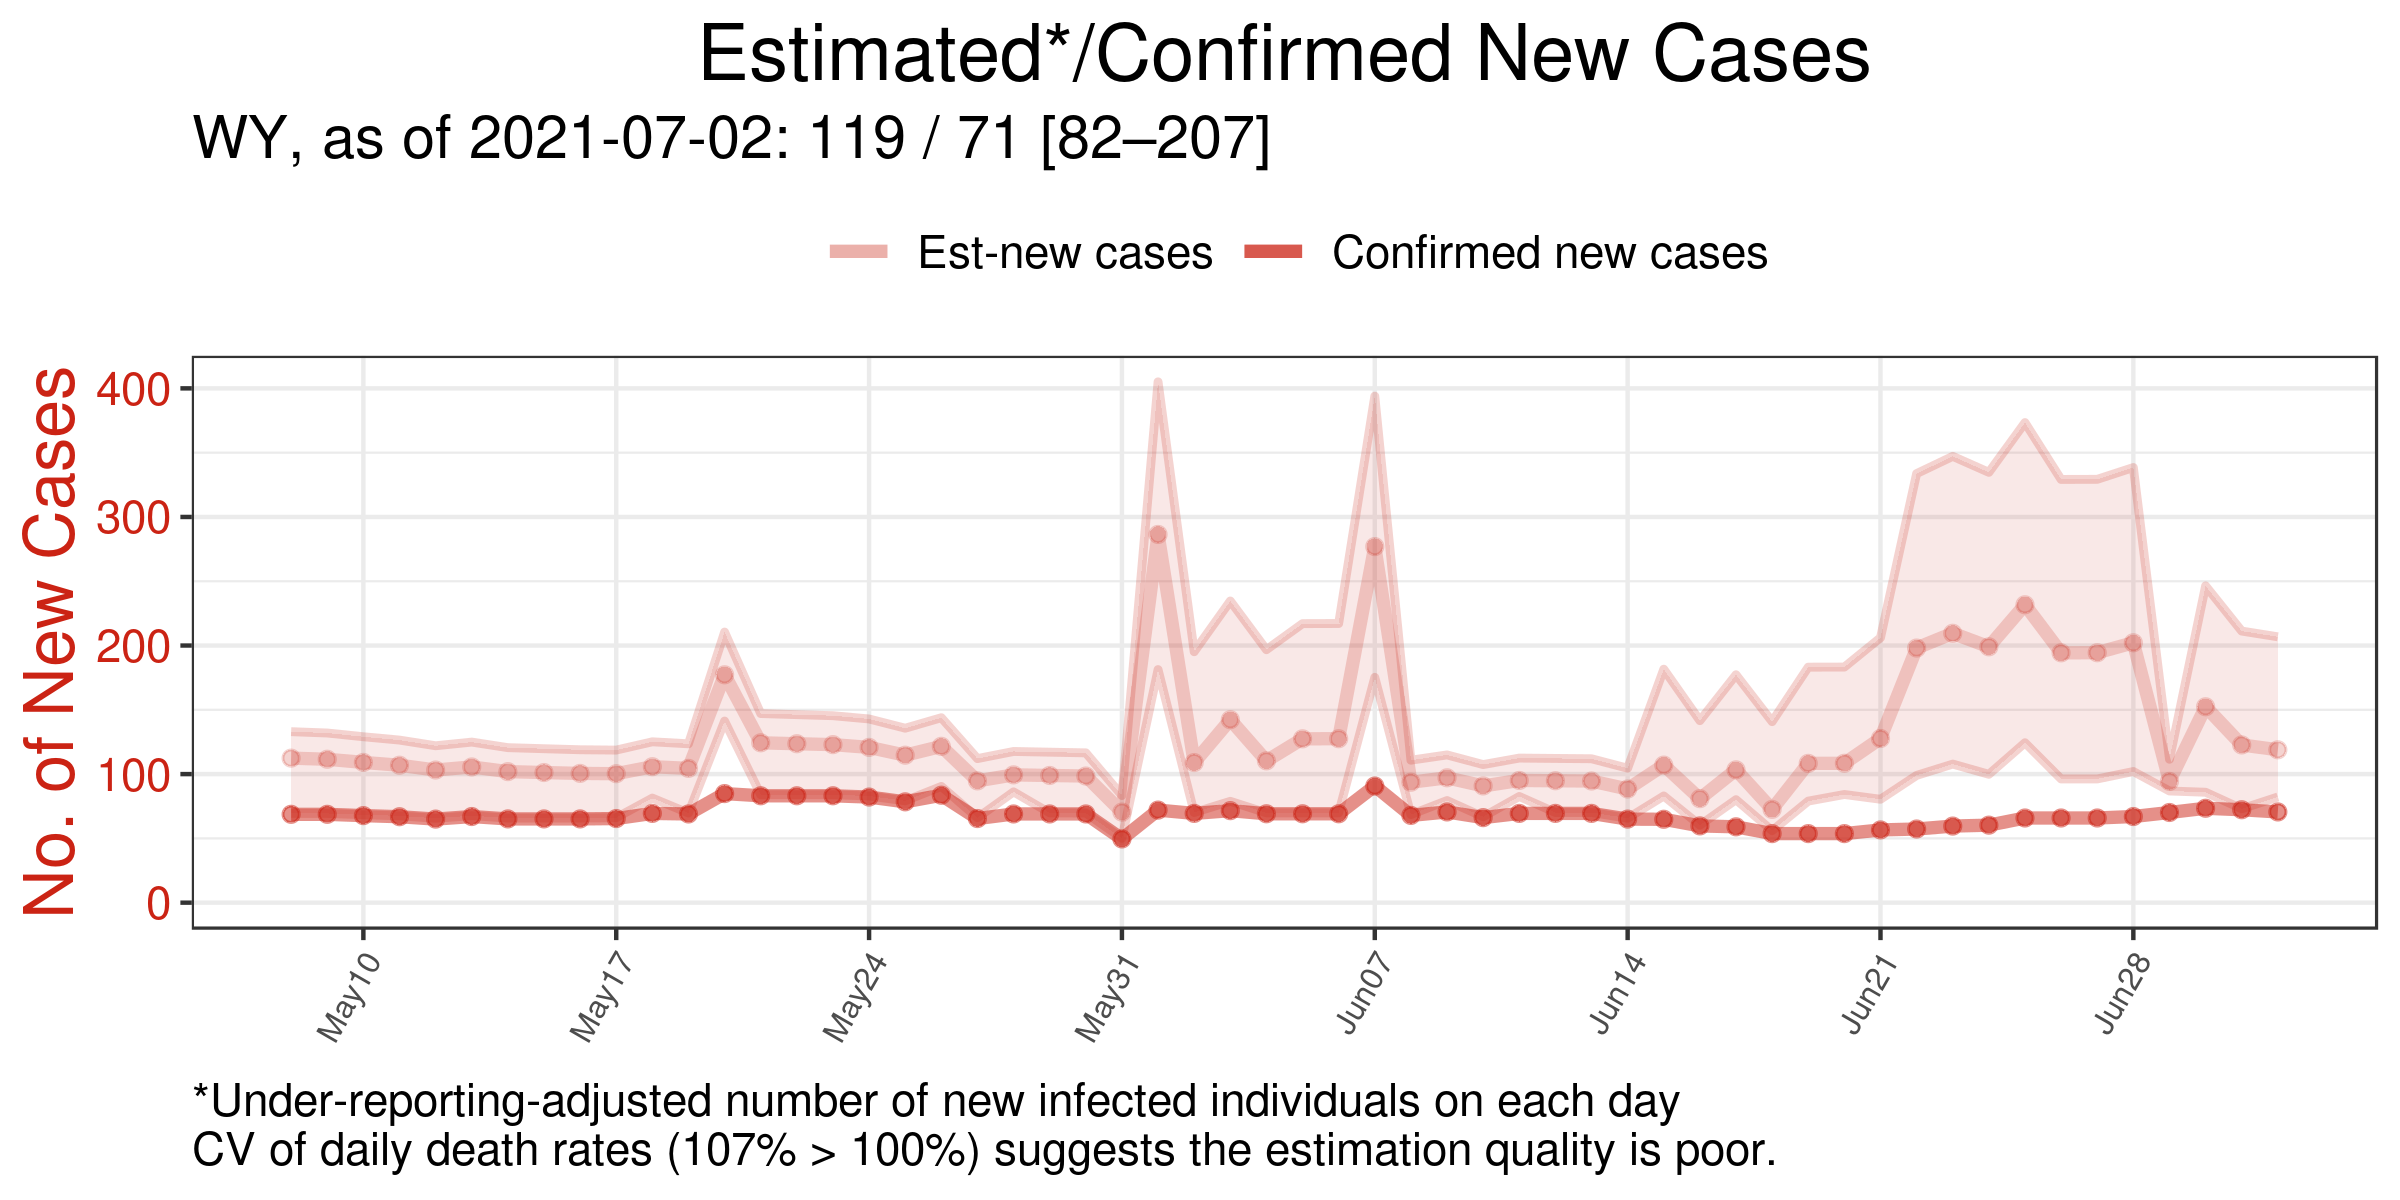 Estimated*/Confirmed New Cases
WY, as of 2021-07-02: 119 / 71 [82–207]
Est-new cases
Confirmed new cases
No. of New Cases
400
300
200
100
0
May10
May17
May24
May31
Jun07
Jun14
Jun21
Jun28
*Under-reporting-adjusted number of new infected individuals on each day
CV of daily death rates (107% > 100%) suggests the estimation quality is poor.